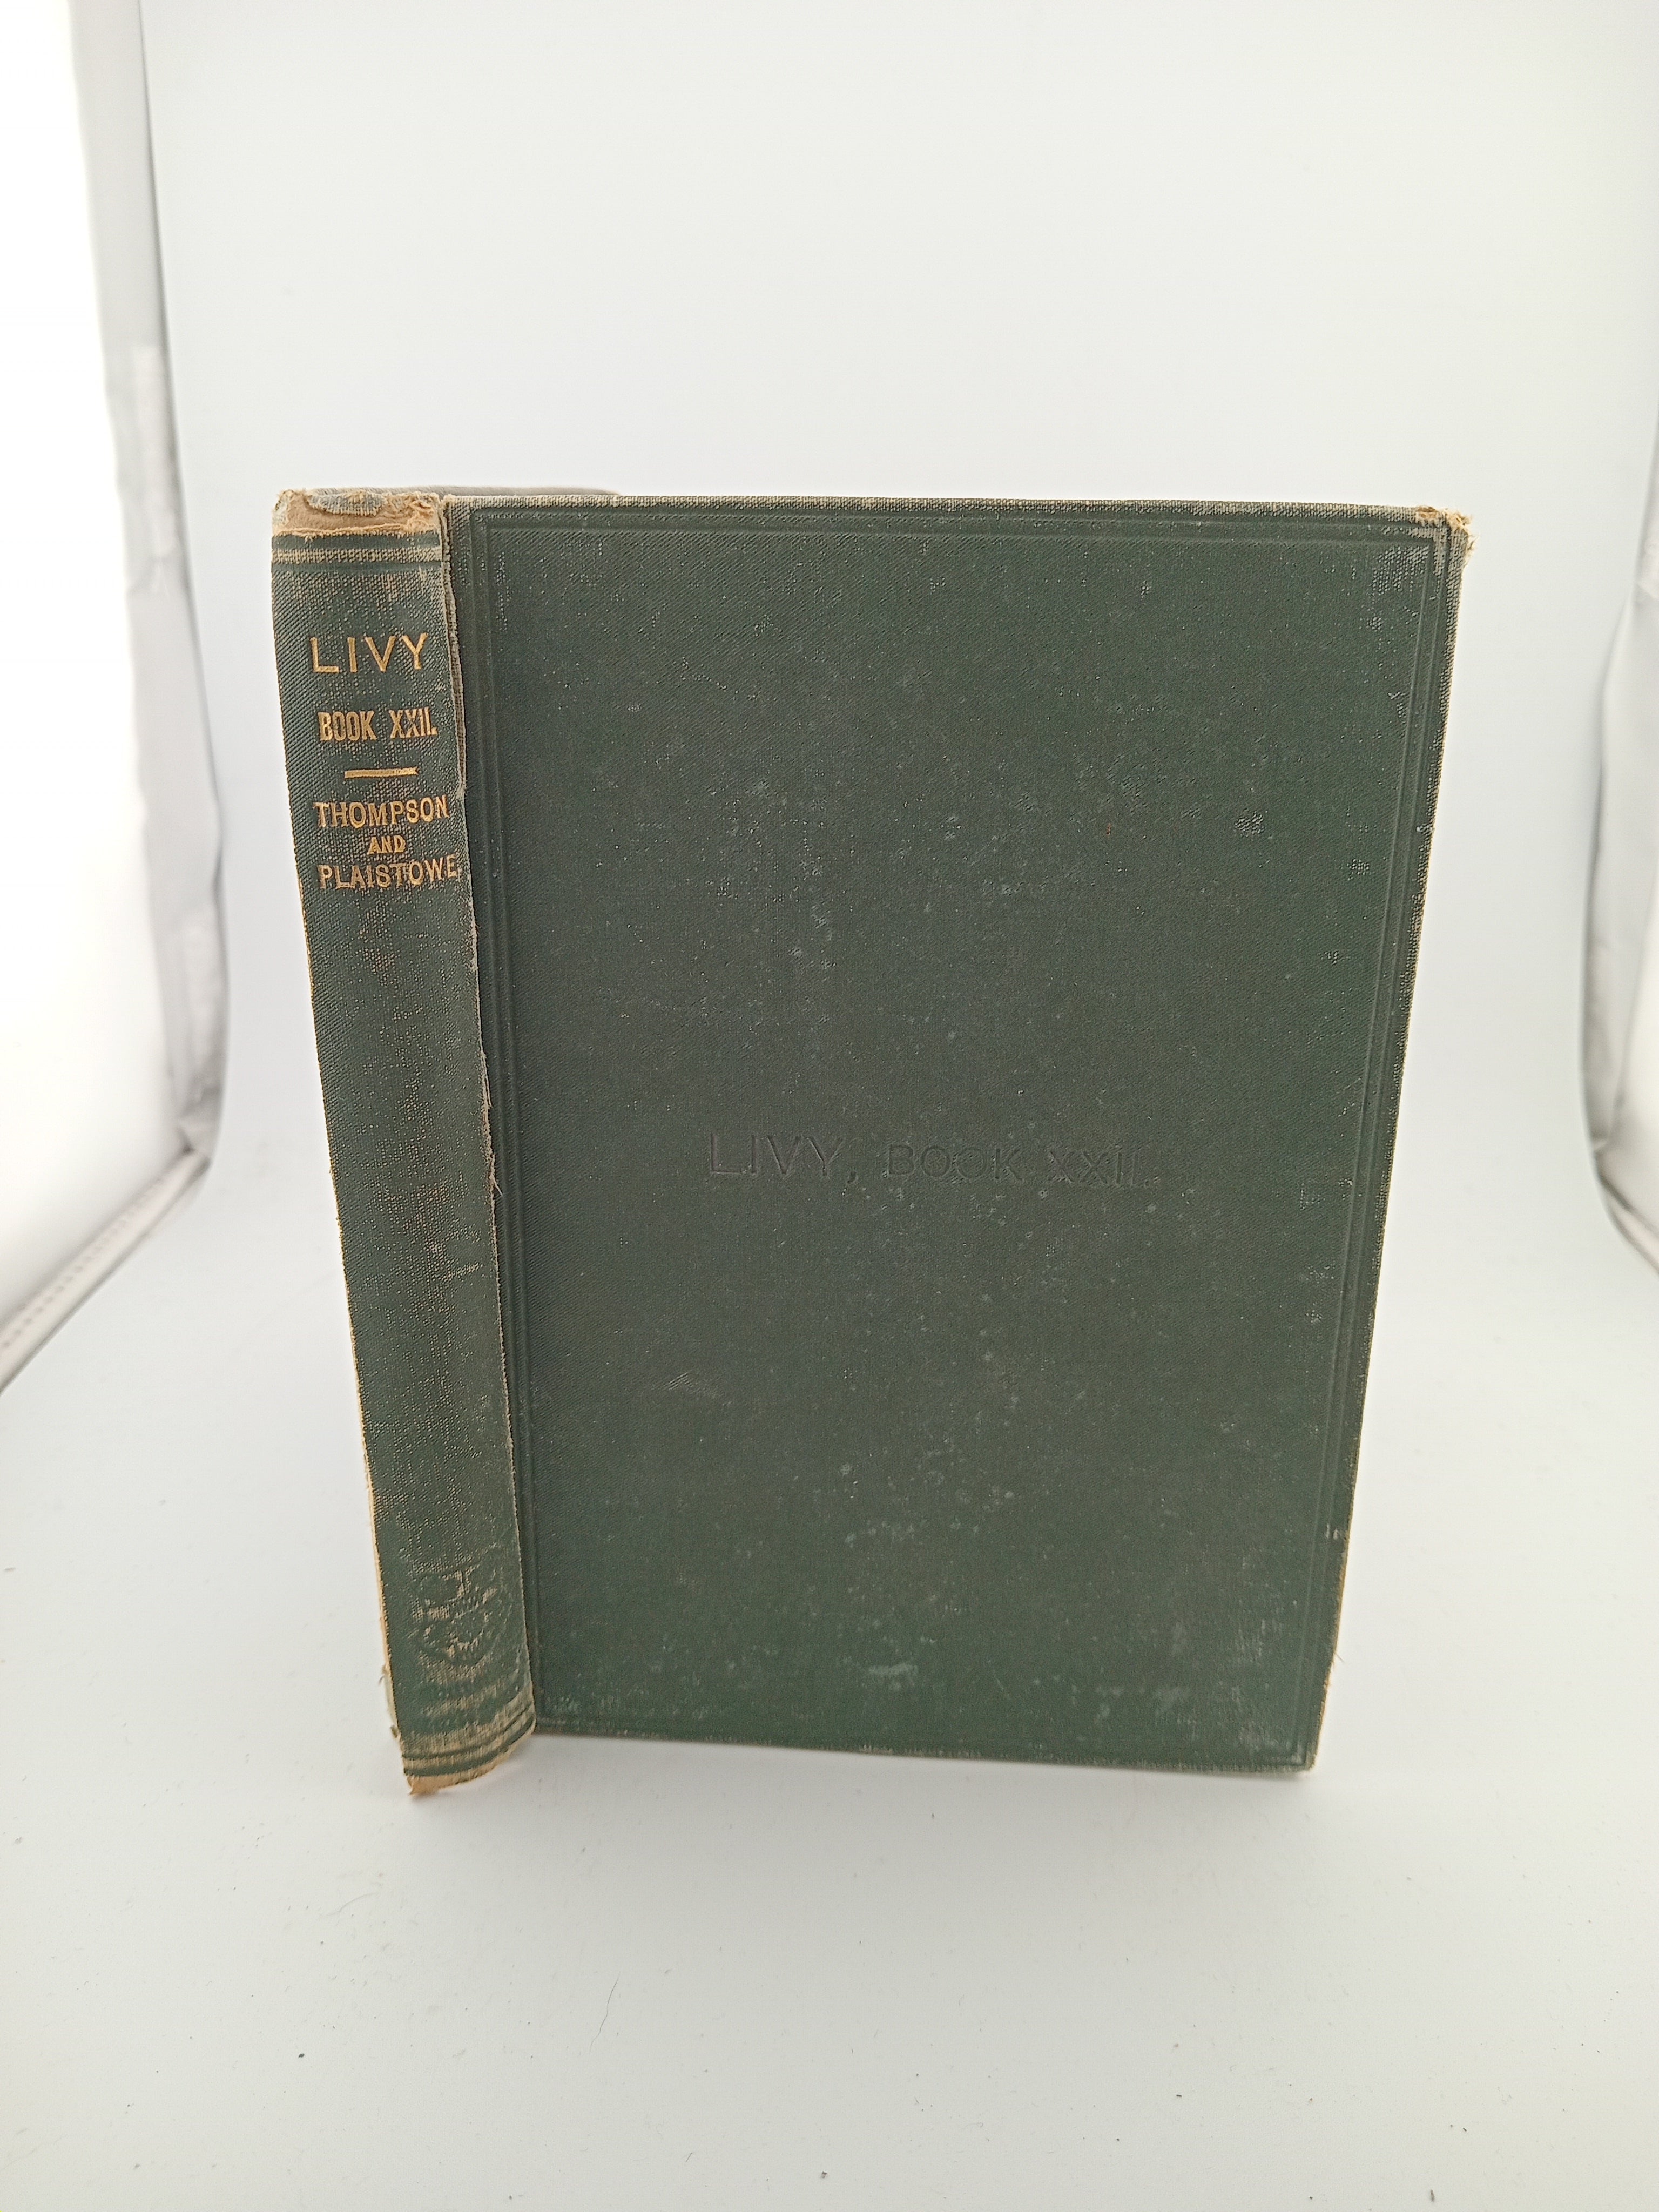 LIVY
BOOK XXII.
THOMPSON
AND
PLAISTOWE
LIVY, BOOK XXII.